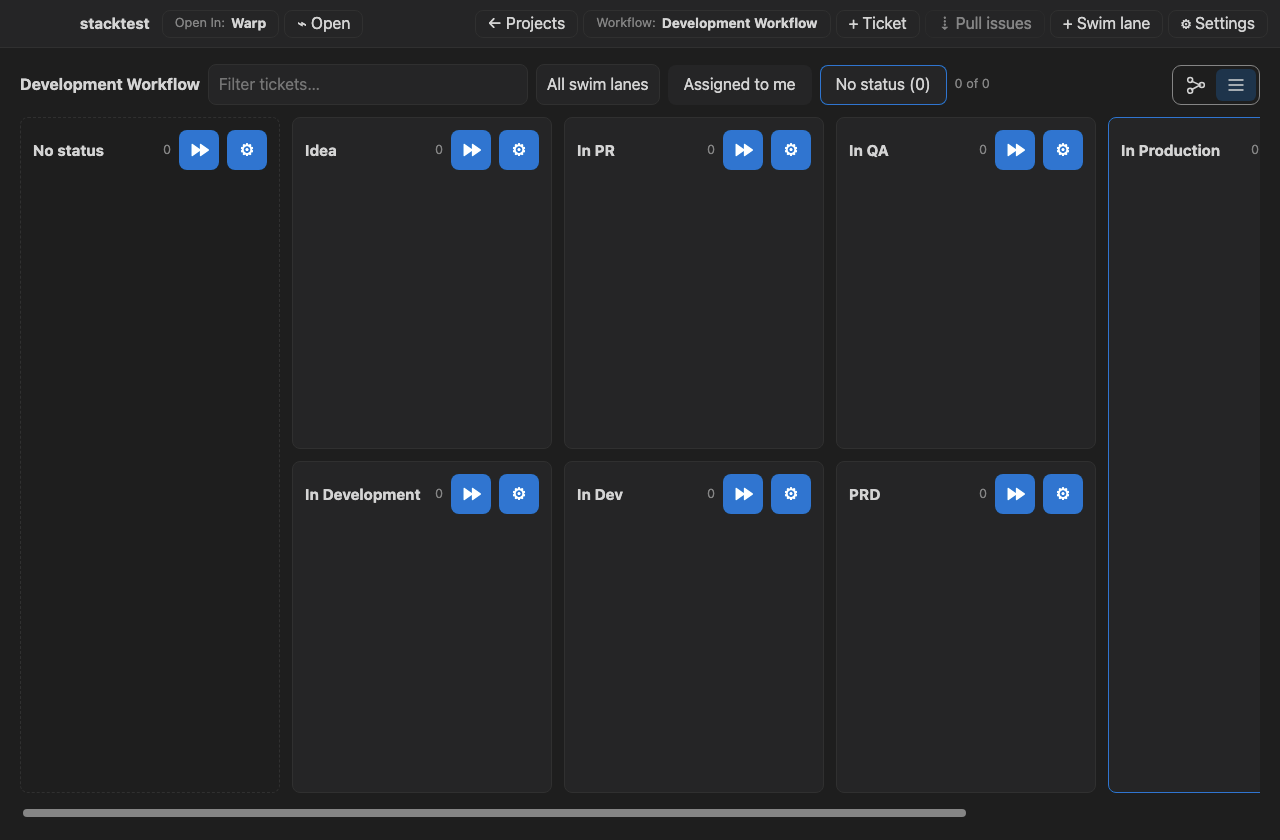 stacktest
Open In: Warp
Open
← Projects
Workflow: Development Workflow
+ Ticket
Pull issues
+ Swim lane
Settings
Development Workflow
Filter tickets...
All swim lanes
Assigned to me
No status (0)
0 of 0
No status 0
Idea 0
In PR 0
In QA 0
In Production 0
In Development 0
In Dev 0
PRD 0